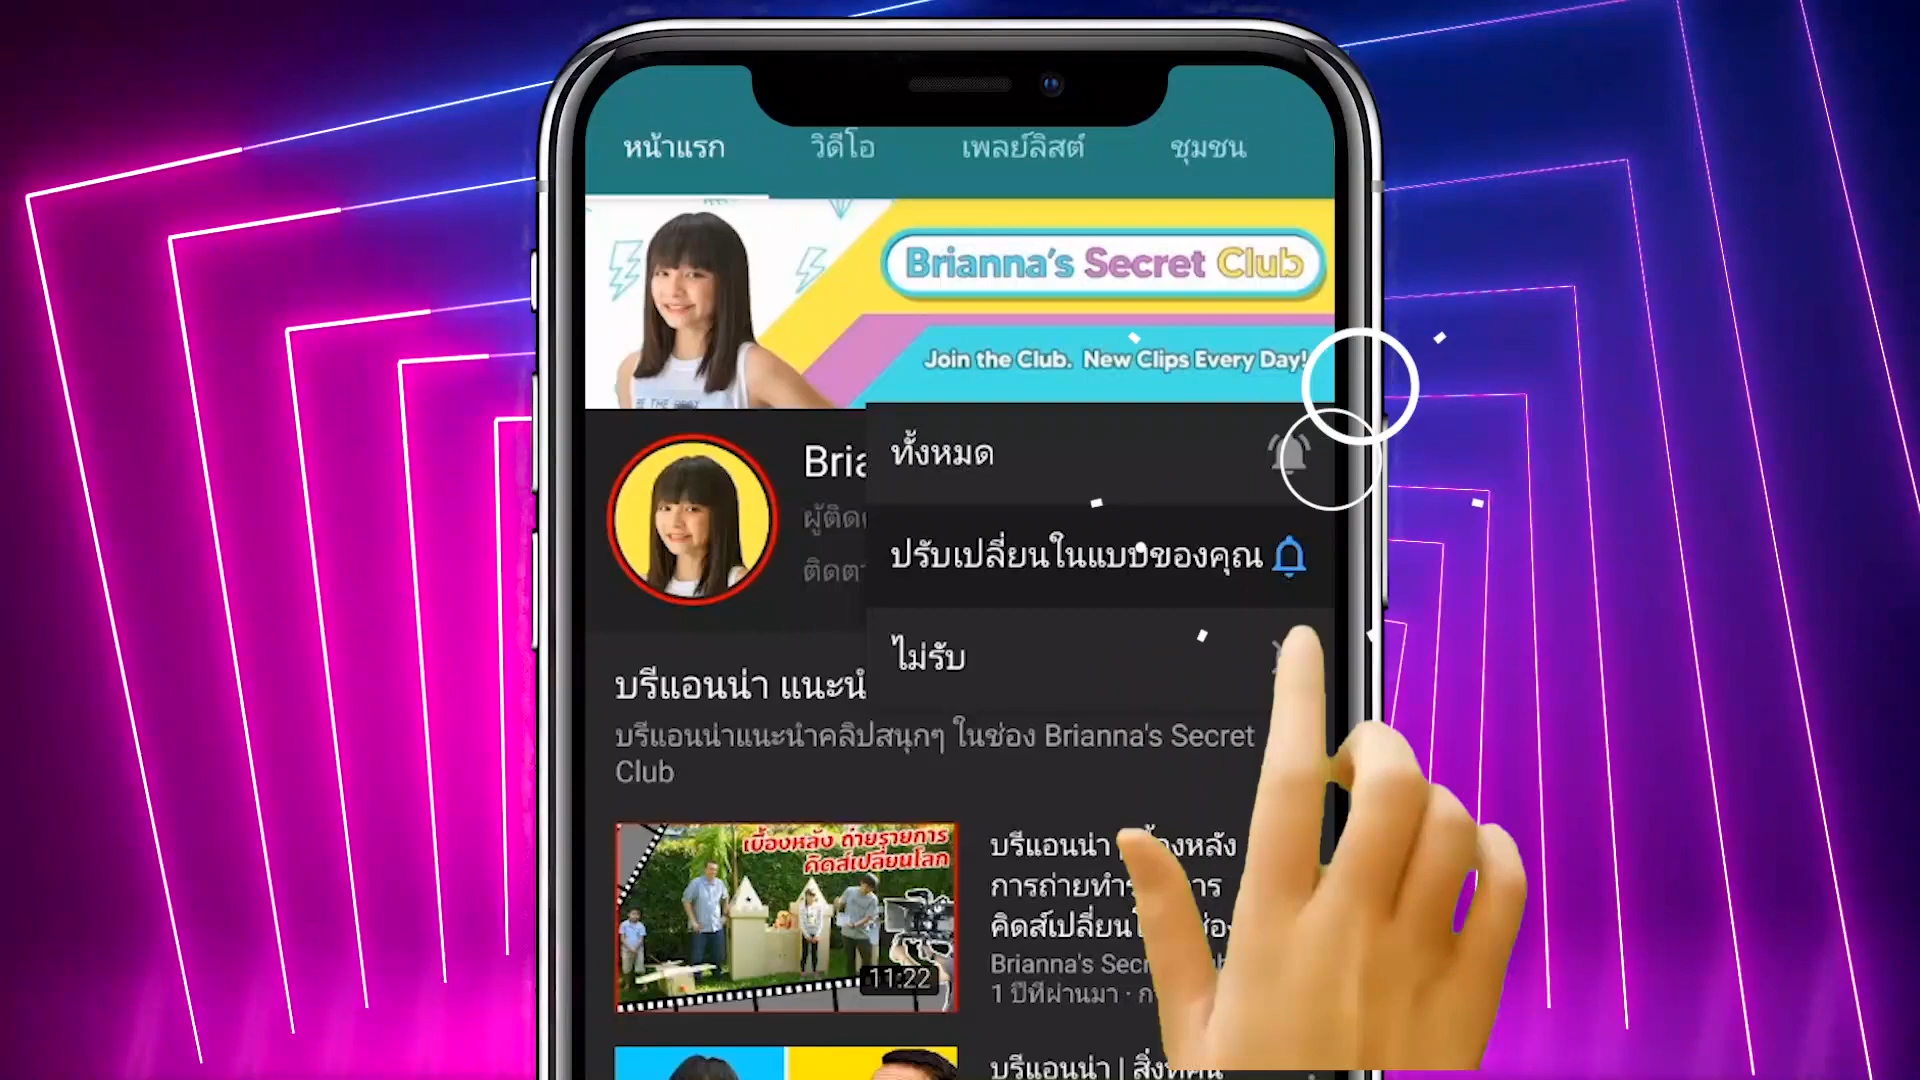 หน้าแรก วิดีโอ เพลย์ลิสต์ ชุมชน
Brianna's Secret Club
Join the Club. New Clips Every Day!
ทั้งหมด
ปรับเปลี่ยนในแบบของคุณ
ไม่รับ
บรีแอนน่า แนะนำ
บรีแอนน่าแนะนำคลิปสนุกๆ ในช่อง Brianna's Secret
Club
เบื้องหลัง ถ่ายรายการ
คิดส์เปลี่ยนโลก
11:22
บรีแอนน่า
คิดส์เปลี่ยน
Brianna's
1 ปีที่ผ่านมา ·
บรีแอนน่า |